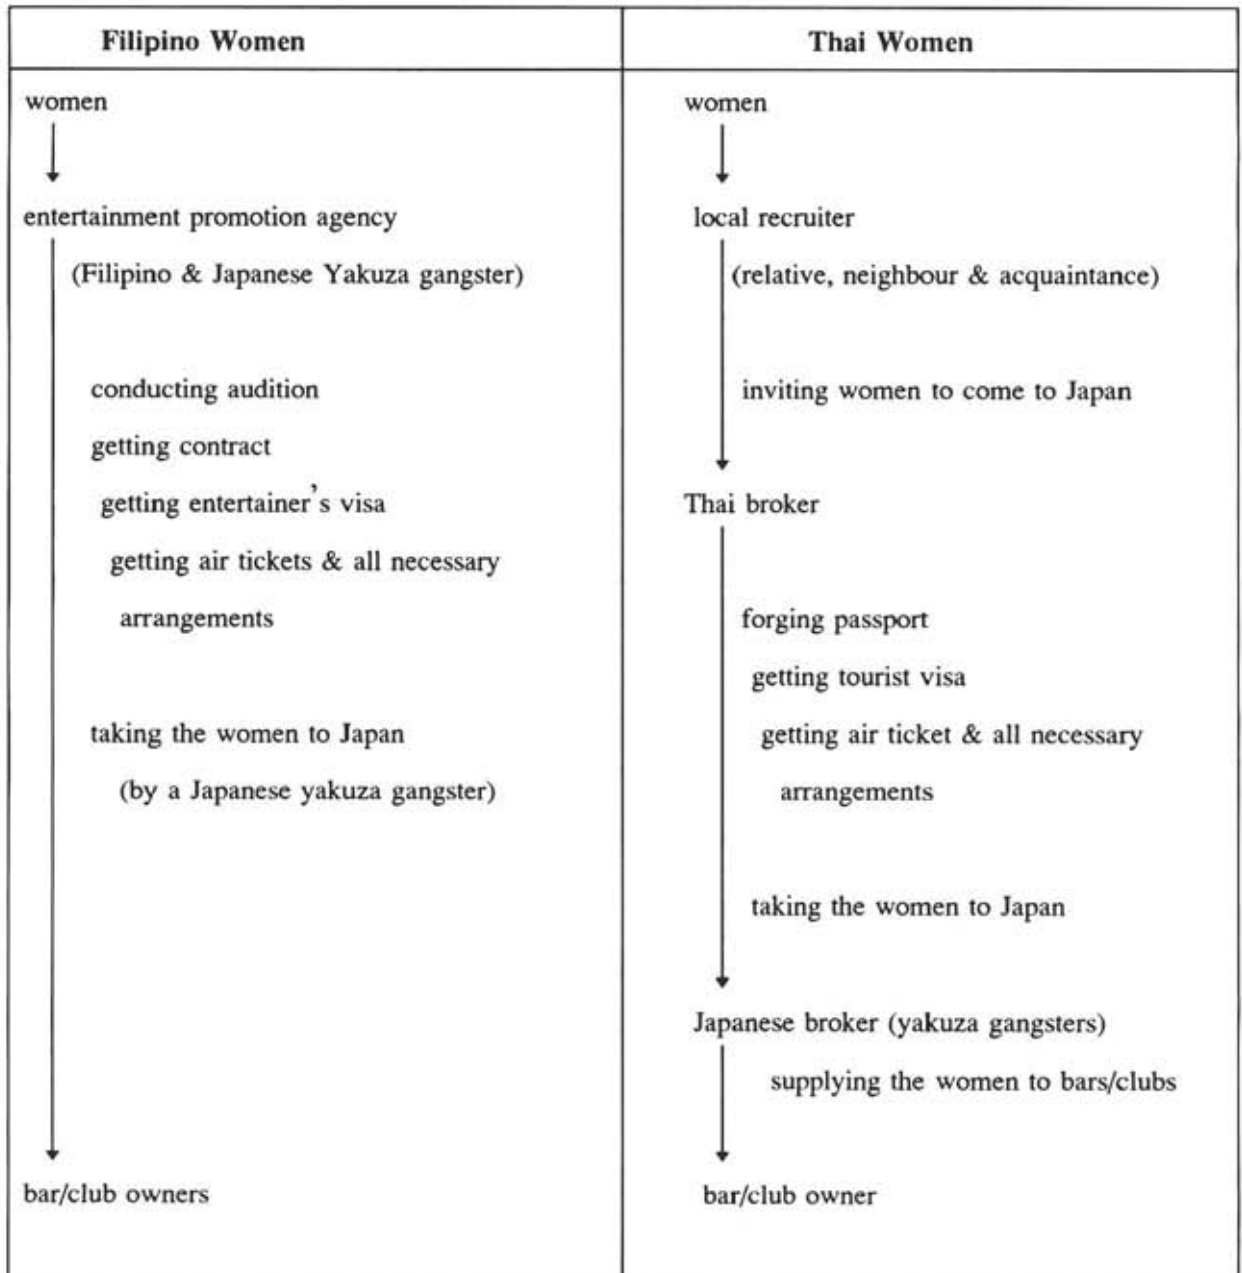 Filipino Women
women
entertainment promotion agency
(Filipino & Japanese Yakuza gangster)
conducting audition
getting contract
getting entertainer's visa
getting air tickets & all necessary
arrangements
taking the women to Japan
(by a Japanese yakuza gangster)
bar/club owners
Thai Women
women
local recruiter
(relative, neighbour & acquaintance)
inviting women to come to Japan
Thai broker
forging passport
getting tourist visa
getting air ticket & all necessary
arrangements
taking the women to Japan
Japanese broker (yakuza gangsters)
supplying the women to bars/clubs
bar/club owner